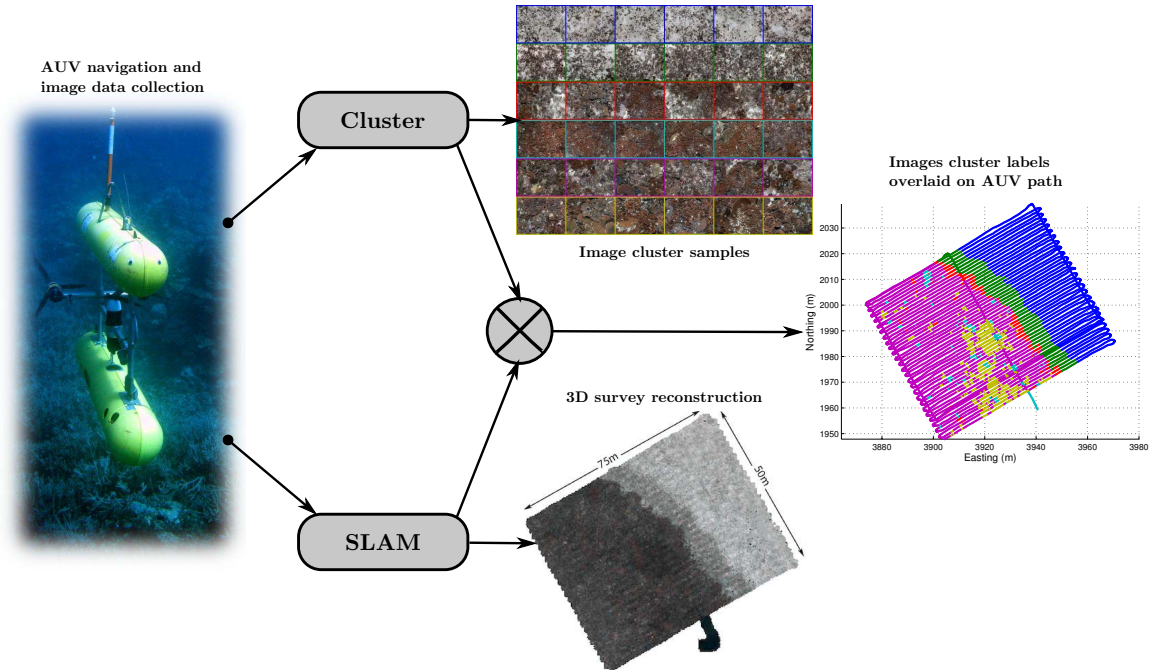 AUV navigation and
image data collection
Cluster
Image cluster samples
Images cluster labels
overlaid on AUV path
2030
2020
2010
2000
1990
1980
1970
1960
1950
Northing (m)
3880
3900
3920
3940
3960
3980
Easting (m)
3D survey reconstruction
75m
50m
SLAM